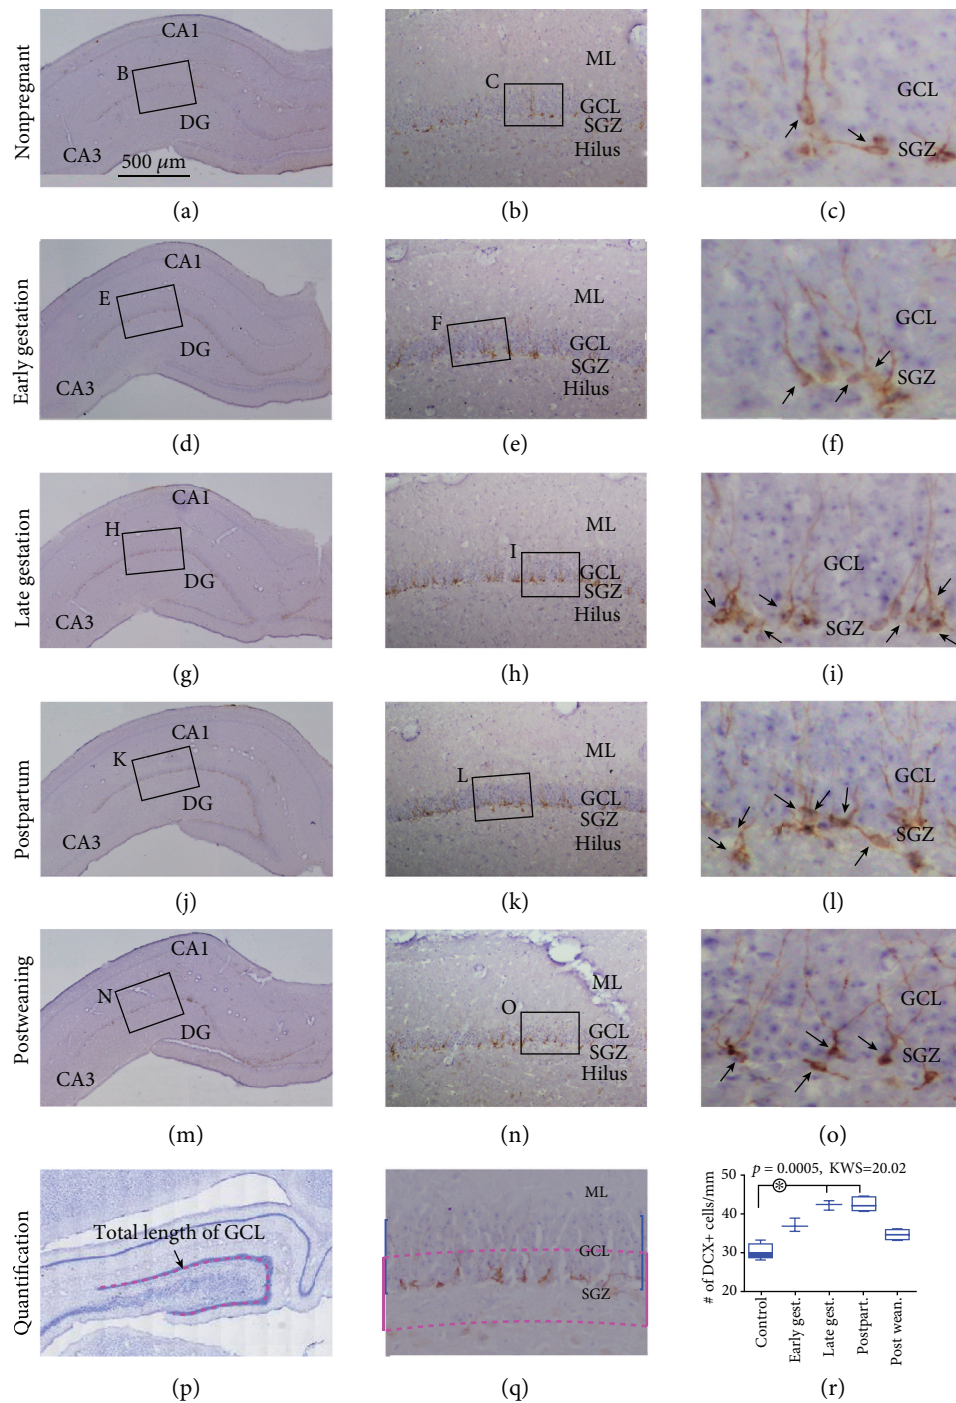 Nonpregnant
CA1
B
DG
CA3
500 μm
(a)
ML
C
GCL
SGZ
Hilus
(b)
GCL
SGZ
(c)
Early gestation
CA1
E
DG
CA3
(d)
ML
F
GCL
SGZ
Hilus
(e)
GCL
SGZ
(f)
Late gestation
CA1
H
DG
CA3
(g)
ML
I
GCL
SGZ
Hilus
(h)
GCL
SGZ
(i)
Postpartum
CA1
K
DG
CA3
(j)
ML
L
GCL
SGZ
Hilus
(k)
GCL
SGZ
(l)
Postweaning
CA1
N
DG
CA3
(m)
ML
O
GCL
SGZ
Hilus
(n)
GCL
SGZ
(o)
Quantification
Total length of GCL
(p)
ML
GCL
SGZ
(q)
p = 0.0005, KWS=20.02
# of DCX+ cells/mm
50
40
30
20
Control
Early gest.
Late gest.
Postpart.
Post wean.
(r)